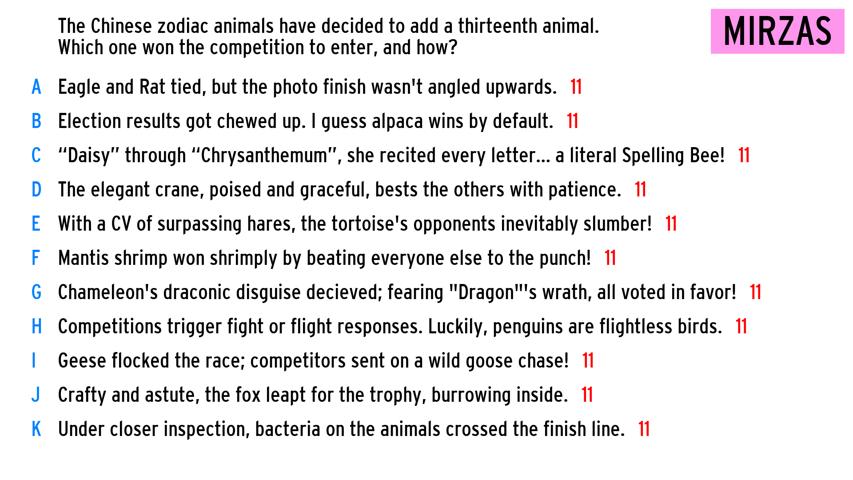 The Chinese zodiac animals have decided to add a thirteenth animal.
Which one won the competition to enter, and how?
MIRZAS
A Eagle and Rat tied, but the photo finish wasn't angled upwards. 11
B Election results got chewed up. I guess alpaca wins by default. 11
C “Daisy” through “Chrysanthemum”, she recited every letter... a literal Spelling Bee! 11
D The elegant crane, poised and graceful, bests the others with patience. 11
E With a CV of surpassing hares, the tortoise's opponents inevitably slumber! 11
F Mantis shrimp won shrimply by beating everyone else to the punch! 11
G Chameleon's draconic disguise decieved; fearing "Dragon"'s wrath, all voted in favor! 11
H Competitions trigger fight or flight responses. Luckily, penguins are flightless birds. 11
I Geese flocked the race; competitors sent on a wild goose chase! 11
J Crafty and astute, the fox leapt for the trophy, burrowing inside. 11
K Under closer inspection, bacteria on the animals crossed the finish line. 11